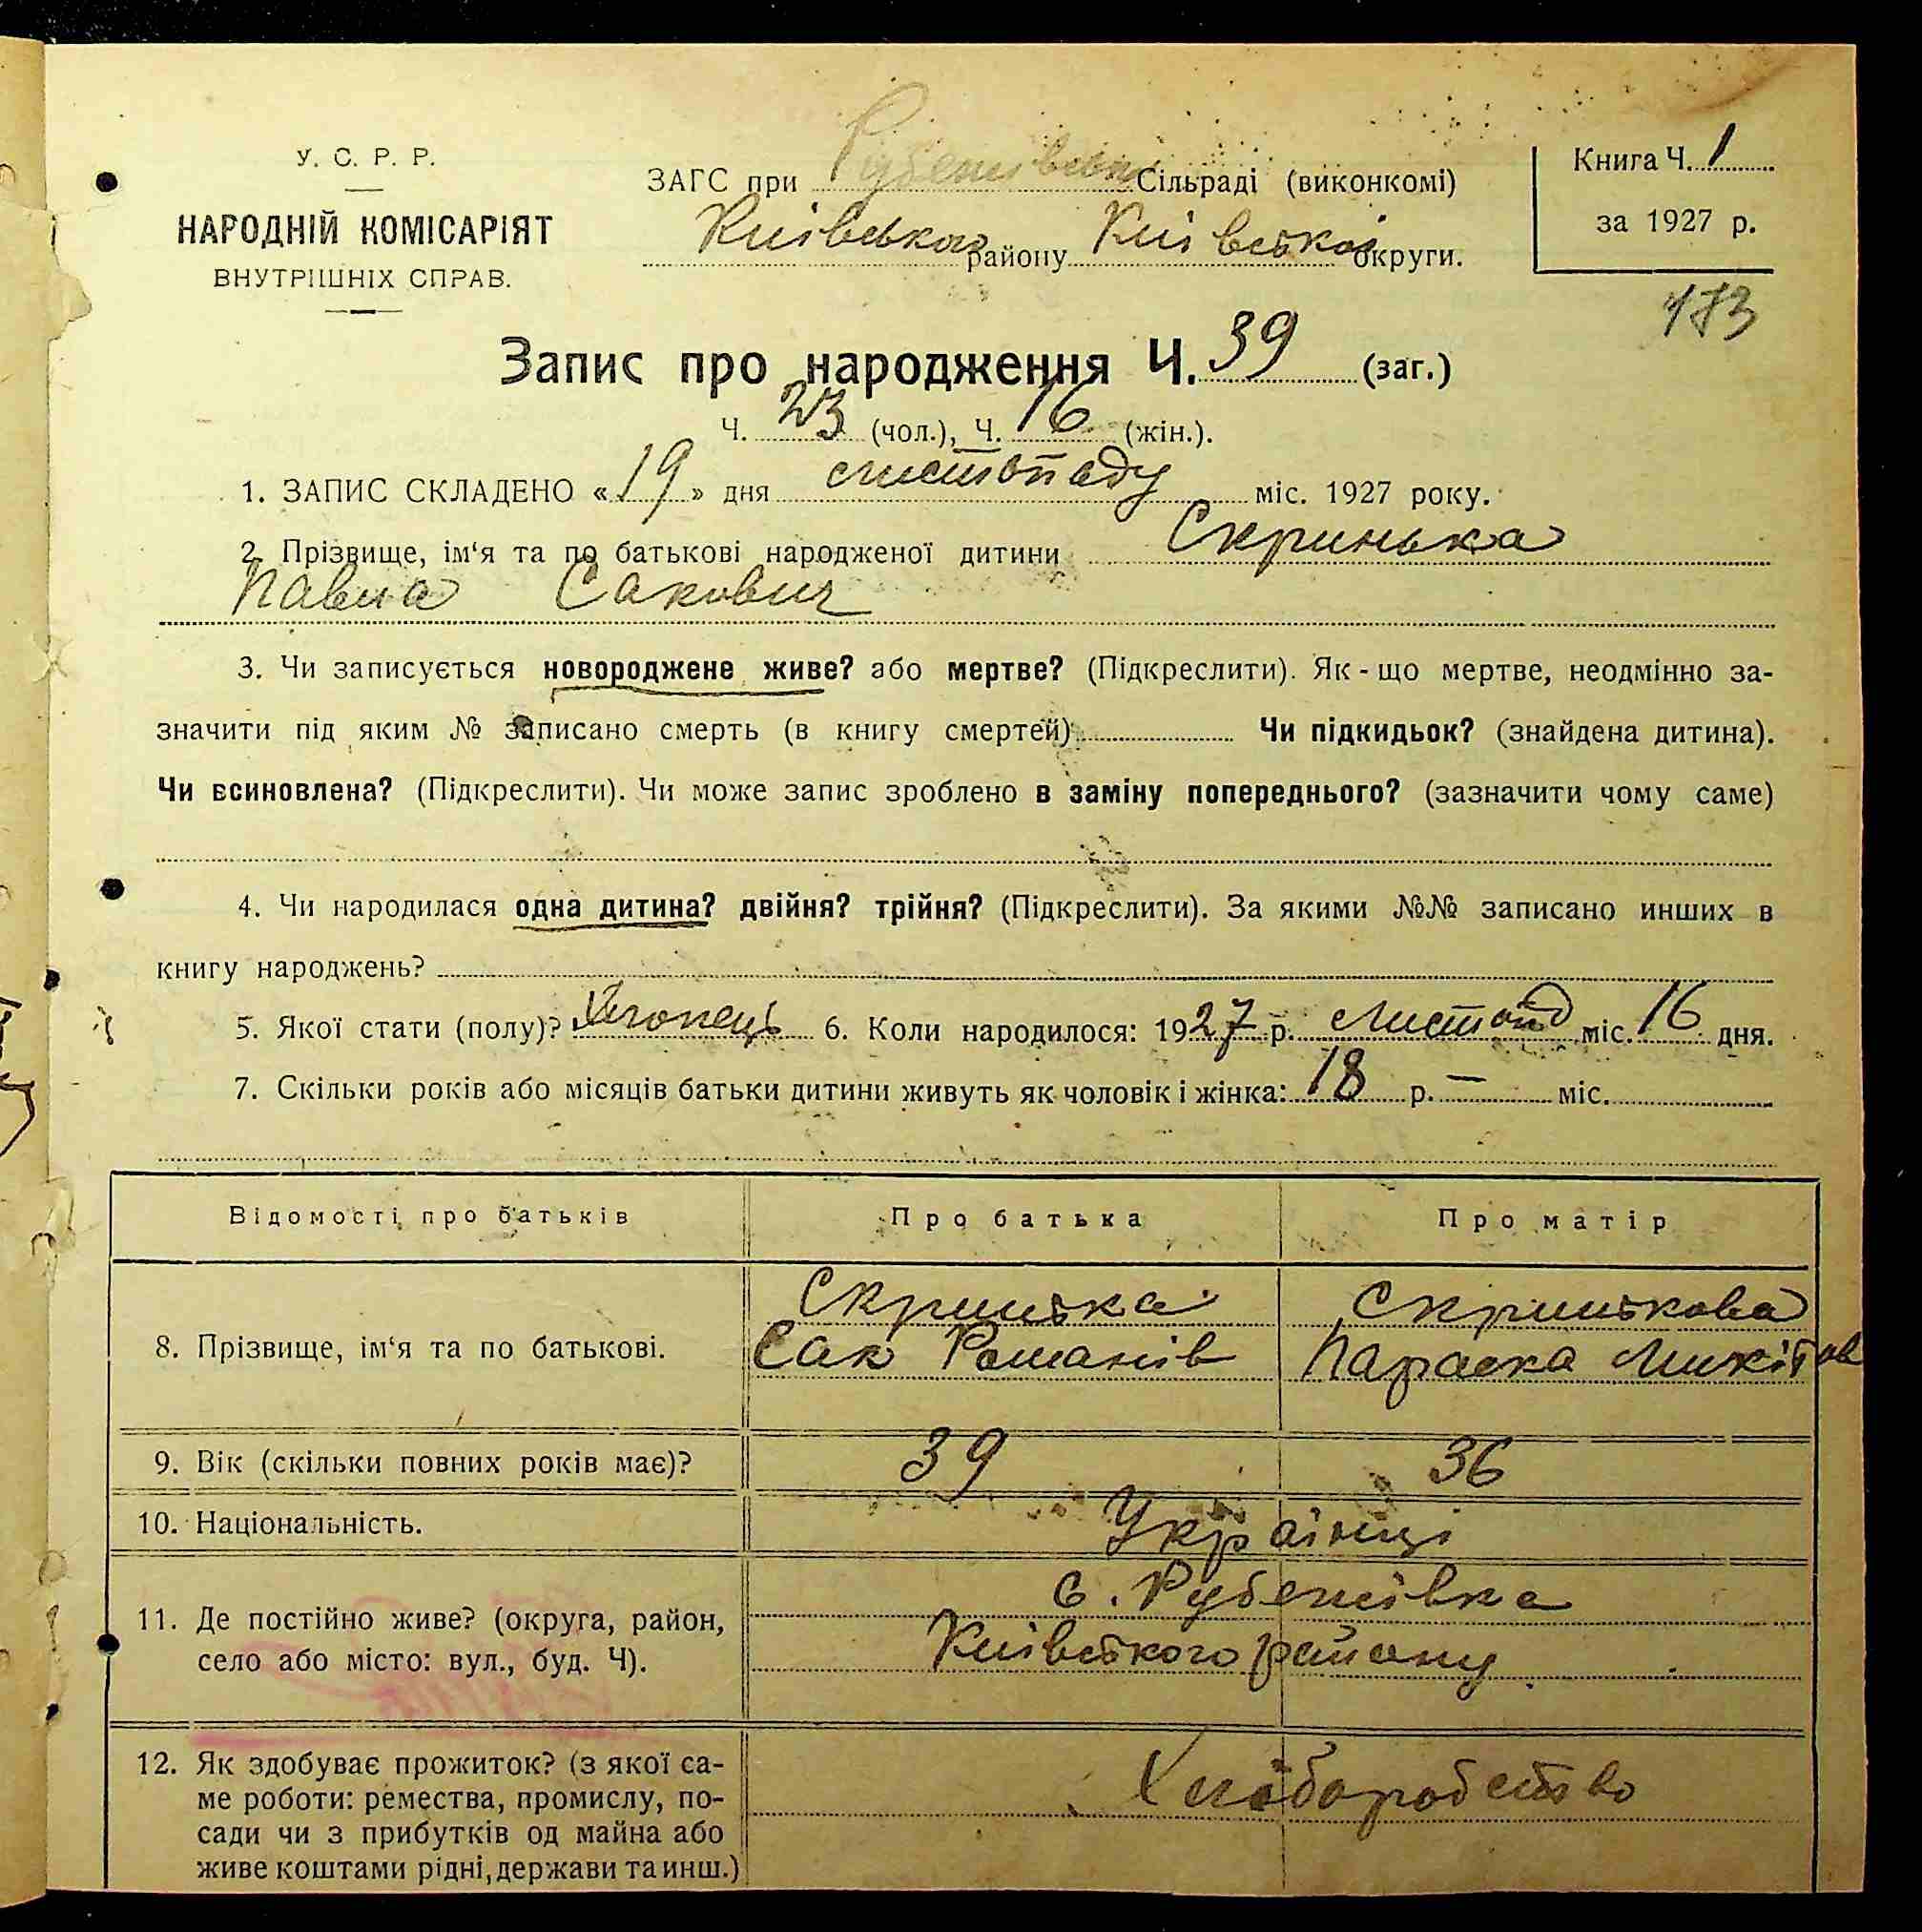 У. С. Р. Р.
НАРОДНІЙ КОМІСАРІЯТ
ВНУТРІШНІХ СПРАВ.
ЗАГС при Рубежівській Сільраді (виконкомі)
Київського району Київської округи.
Книга Ч. 1
за 1927 р.
173
Запис про народження Ч. 39 (заг.)
Ч. 23 (чол.), Ч. 16 (жін.).
1. ЗАПИС СКЛАДЕНО «19» дня листопаду міс. 1927 року.
2. Прізвище, ім‘я та по батькові народженої дитини Скринька
Павла Сакович
3. Чи записується новороджене живе? або мертве? (Підкреслити). Як-що мертве, неодмінно за-
значити під яким № записано смерть (в книгу смертей) Чи підкидьок? (знайдена дитина).
Чи всиновлена? (Підкреслити). Чи може запис зроблено в заміну попереднього? (зазначити чому саме)
4. Чи народилася одна дитина? двійня? трійня? (Підкреслити). За якими №№ записано инших в
книгу народжень?
5. Якої стати (полу)? Хлопець 6. Коли народилося: 1927 р. Листопад міс. 16 дня.
7. Скільки років або місяців батьки дитини живуть як чоловік і жінка: 18 р. — міс.
Відомості про батьків Про батька Про матір
8. Прізвище, ім‘я та по батькові.
Скринька
Сак Романів
Скринькова
Параска Микітов
9. Вік (скільки повних років має)? 39 36
10. Національність. Українці
11. Де постійно живе? (округа, район,
село або місто: вул., буд. Ч).
с. Рубежівка
Київського району
12. Як здобуває прожиток? (з якої са-
ме роботи: ремества, промислу, по-
сади чи з прибутків од майна або
живе коштами рідні, держави та инш.)
Хліборобство